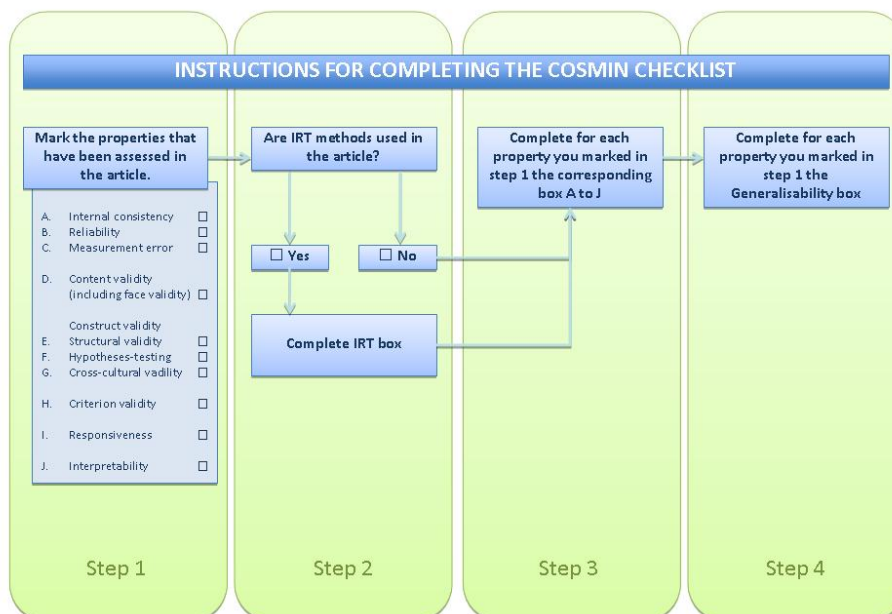 INSTRUCTIONS FOR COMPLETING THE COSMIN CHECKLIST
Mark the properties that
have been assessed in
the article.
A. Internal consistency □
B. Reliability □
C. Measurement error □
D. Content validity
(including face validity) □
Construct validity
E. Structural validity □
F. Hypotheses-testing □
G. Cross-cultural vadility □
H. Criterion validity □
I. Responsiveness □
J. Interpretability □
Step 1
Are IRT methods used in
the article?
□ Yes
□ No
Complete IRT box
Step 2
Complete for each
property you marked in
step 1 the corresponding
box A to J
Step 3
Complete for each
property you marked in
step 1 the
Generalisability box
Step 4